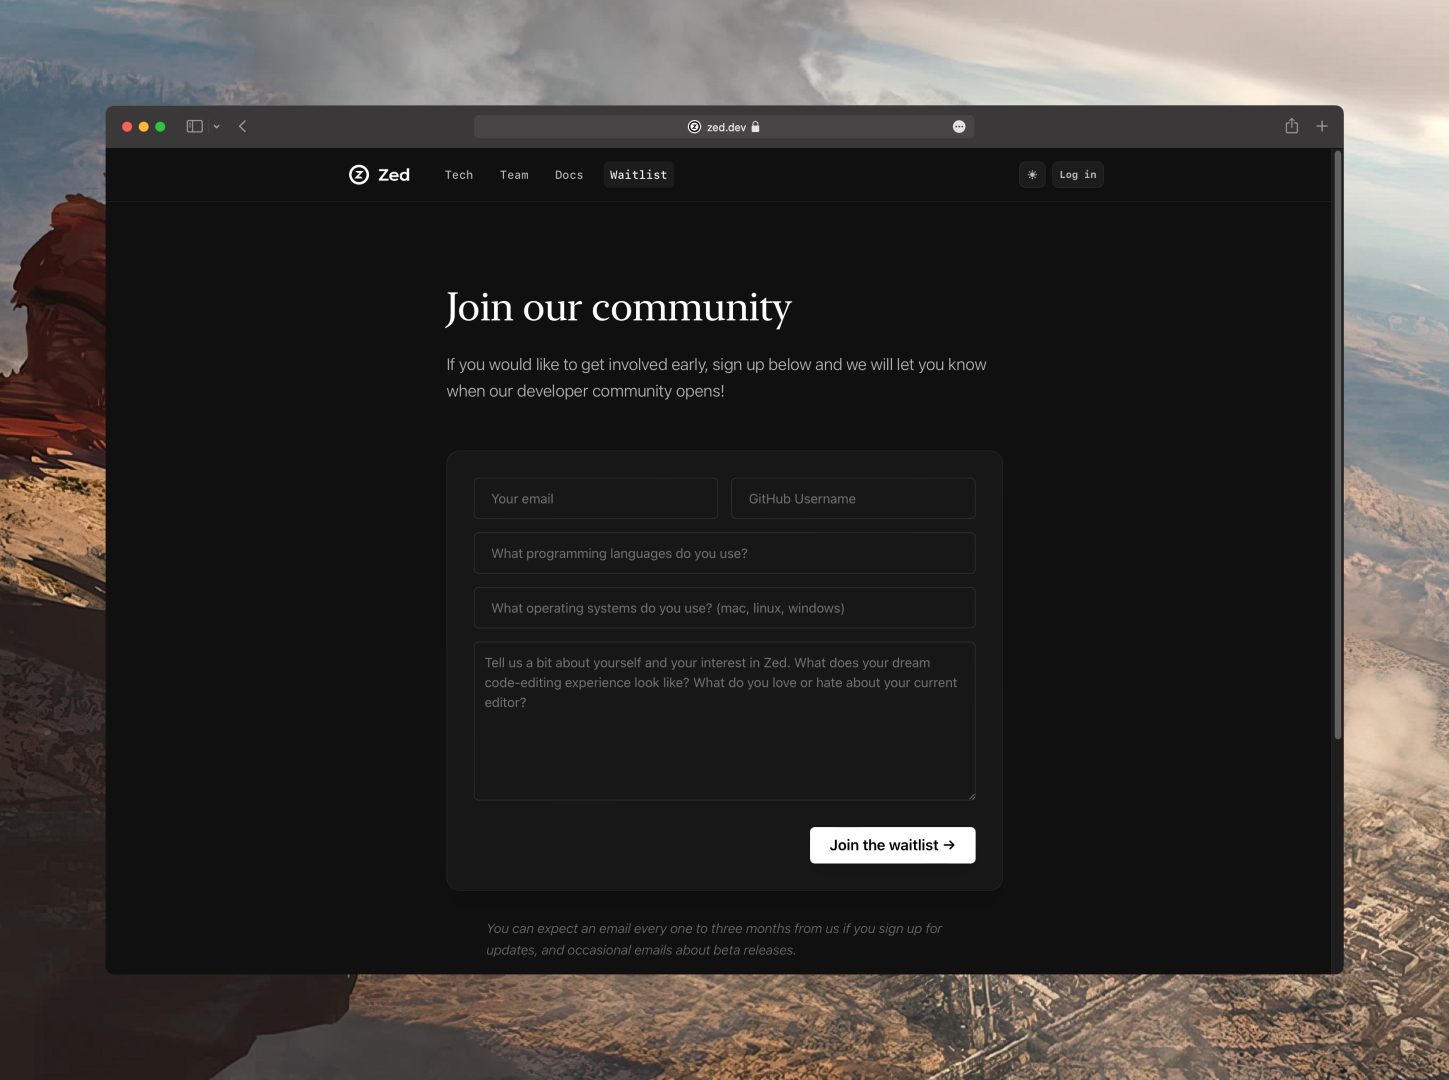 zed.dev
Zed Tech Team Docs Waitlist Log in
Join our community
If you would like to get involved early, sign up below and we will let you know
when our developer community opens!
Your email GitHub Username
What programming languages do you use?
What operating systems do you use? (mac, linux, windows)
Tell us a bit about yourself and your interest in Zed. What does your dream
code-editing experience look like? What do you love or hate about your current
editor?
Join the waitlist →
You can expect an email every one to three months from us if you sign up for
updates, and occasional emails about beta releases.